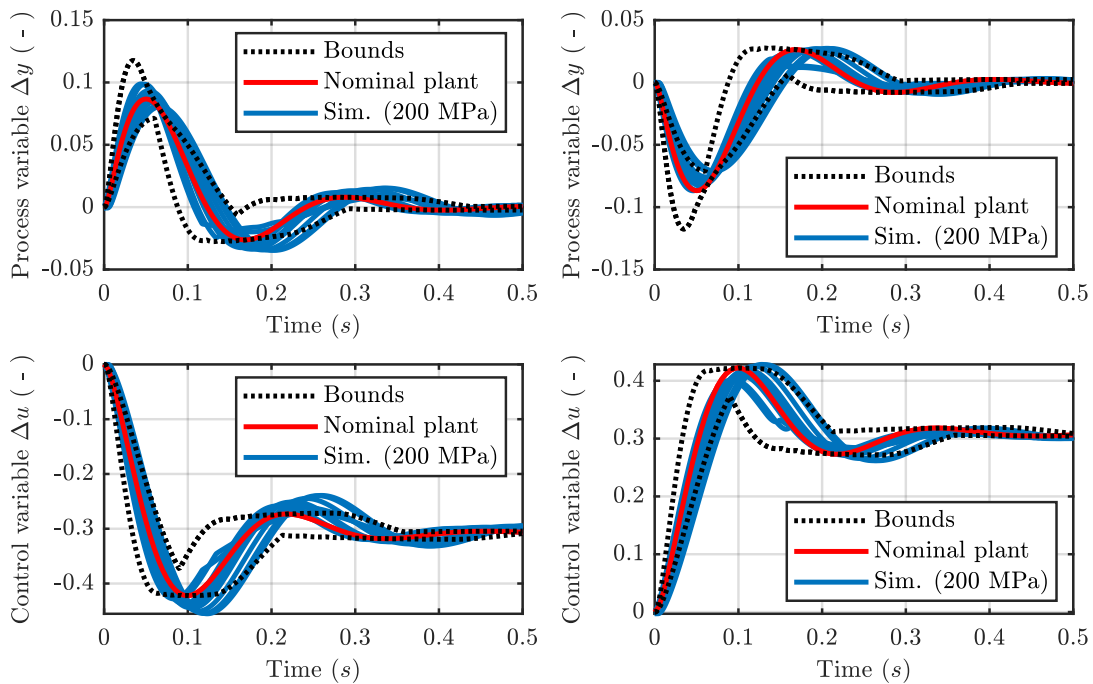 Process variable Δy ( - )
0.15
0.1
0.05
0
-0.05
0 0.1 0.2 0.3 0.4 0.5
Time (s)
Bounds
Nominal plant
Sim. (200 MPa)
Process variable Δy ( - )
0.05
0
-0.05
-0.1
-0.15
0 0.1 0.2 0.3 0.4 0.5
Time (s)
Bounds
Nominal plant
Sim. (200 MPa)
Control variable Δu ( - )
0
-0.1
-0.2
-0.3
-0.4
0 0.1 0.2 0.3 0.4 0.5
Time (s)
Bounds
Nominal plant
Sim. (200 MPa)
Control variable Δu ( - )
0.4
0.3
0.2
0.1
0
0 0.1 0.2 0.3 0.4 0.5
Time (s)
Bounds
Nominal plant
Sim. (200 MPa)